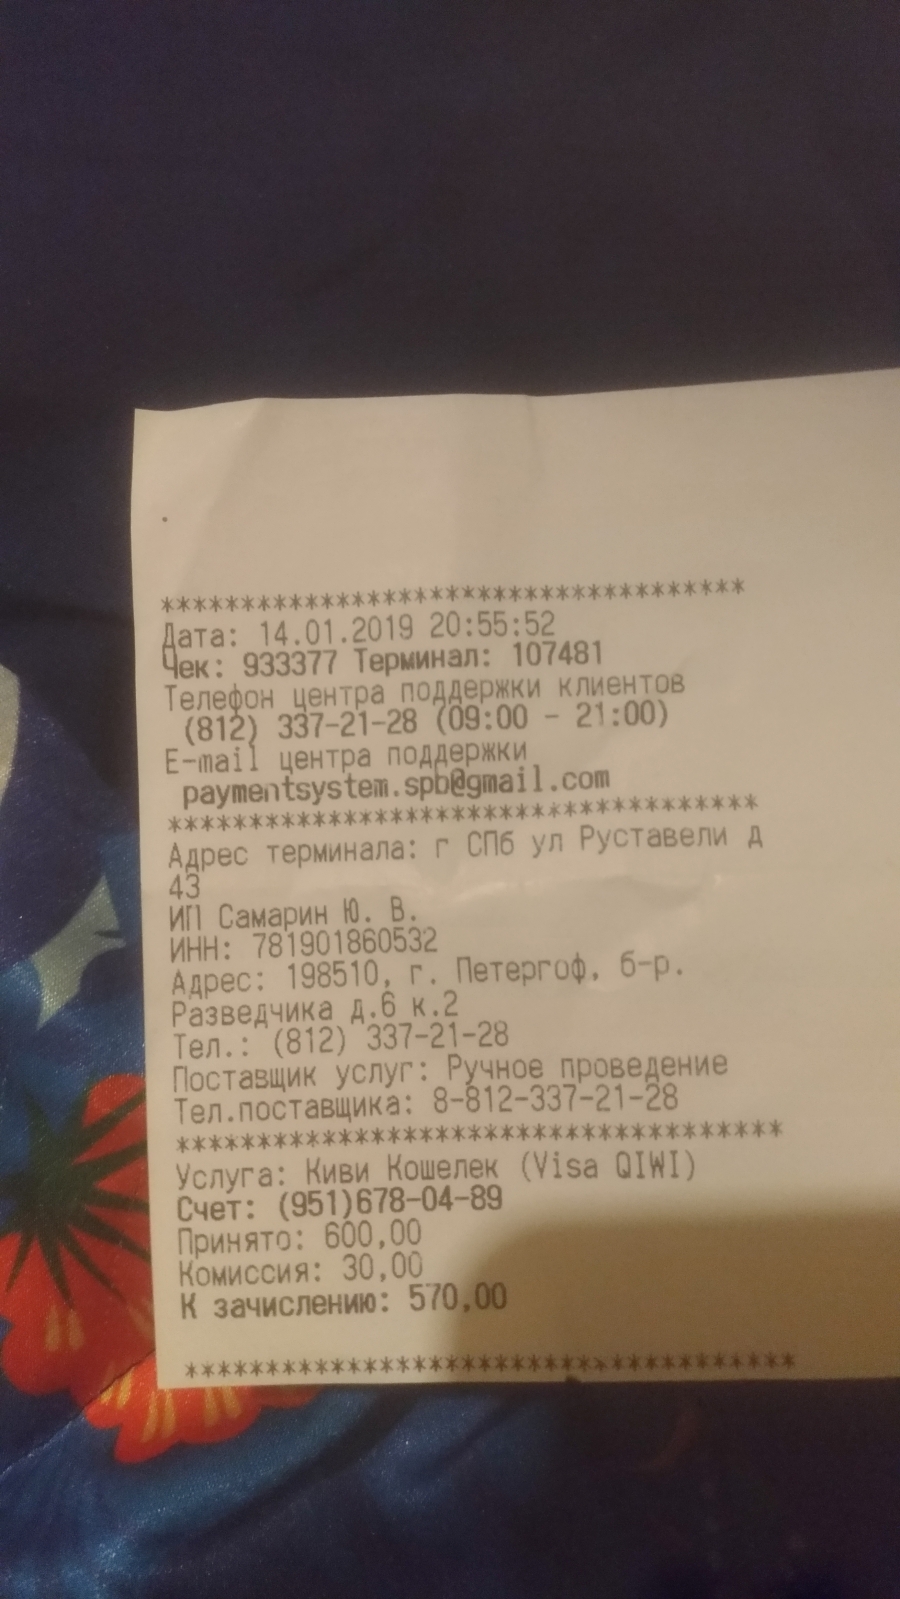 *************************************
Дата: 14.01.2019 20:55:52
Чек: 933377 Терминал: 107481
Телефон центра поддержки клиентов
(812) 337-21-28 (09:00 - 21:00)
E-mail центра поддержки
paymentsystem.spb@gmail.com
*************************************
Адрес терминала: г СПб ул Руставели д
43
ИП Самарин Ю. В.
ИНН: 781901860532
Адрес: 198510, г. Петергоф, б-р.
Разведчика д.6 к.2
Тел.: (812) 337-21-28
Поставщик услуг: Ручное проведение
Тел.поставщика: 8-812-337-21-28
*************************************
Услуга: Киви Кошелек (Visa QIWI)
Счет: (951)678-04-89
Принято: 600,00
Комиссия: 30,00
К зачислению: 570,00
*************************************